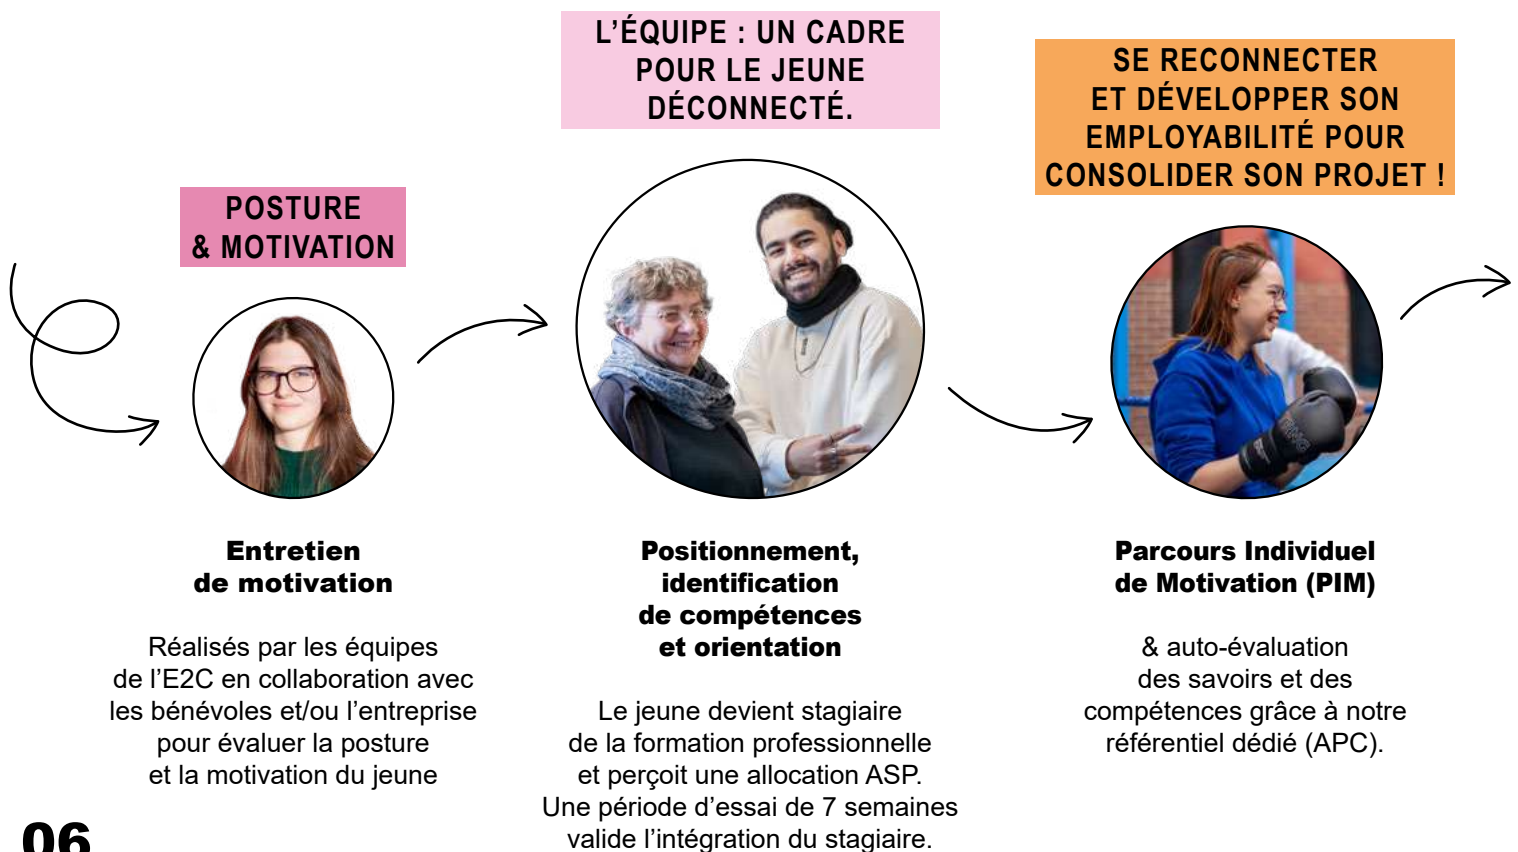 POSTURE
& MOTIVATION
Entretien
de motivation
Réalisés par les équipes
de l’E2C en collaboration avec
les bénévoles et/ou l’entreprise
pour évaluer la posture
et la motivation du jeune
L’ÉQUIPE : UN CADRE
POUR LE JEUNE
DÉCONNECTÉ.
Positionnement,
identification
de compétences
et orientation
Le jeune devient stagiaire
de la formation professionnelle
et perçoit une allocation ASP.
Une période d’essai de 7 semaines
valide l’intégration du stagiaire.
SE RECONNECTER
ET DÉVELOPPER SON
EMPLOYABILITÉ POUR
CONSOLIDER SON PROJET !
Parcours Individuel
de Motivation (PIM)
& auto-évaluation
des savoirs et des
compétences grâce à notre
référentiel dédié (APC).
06